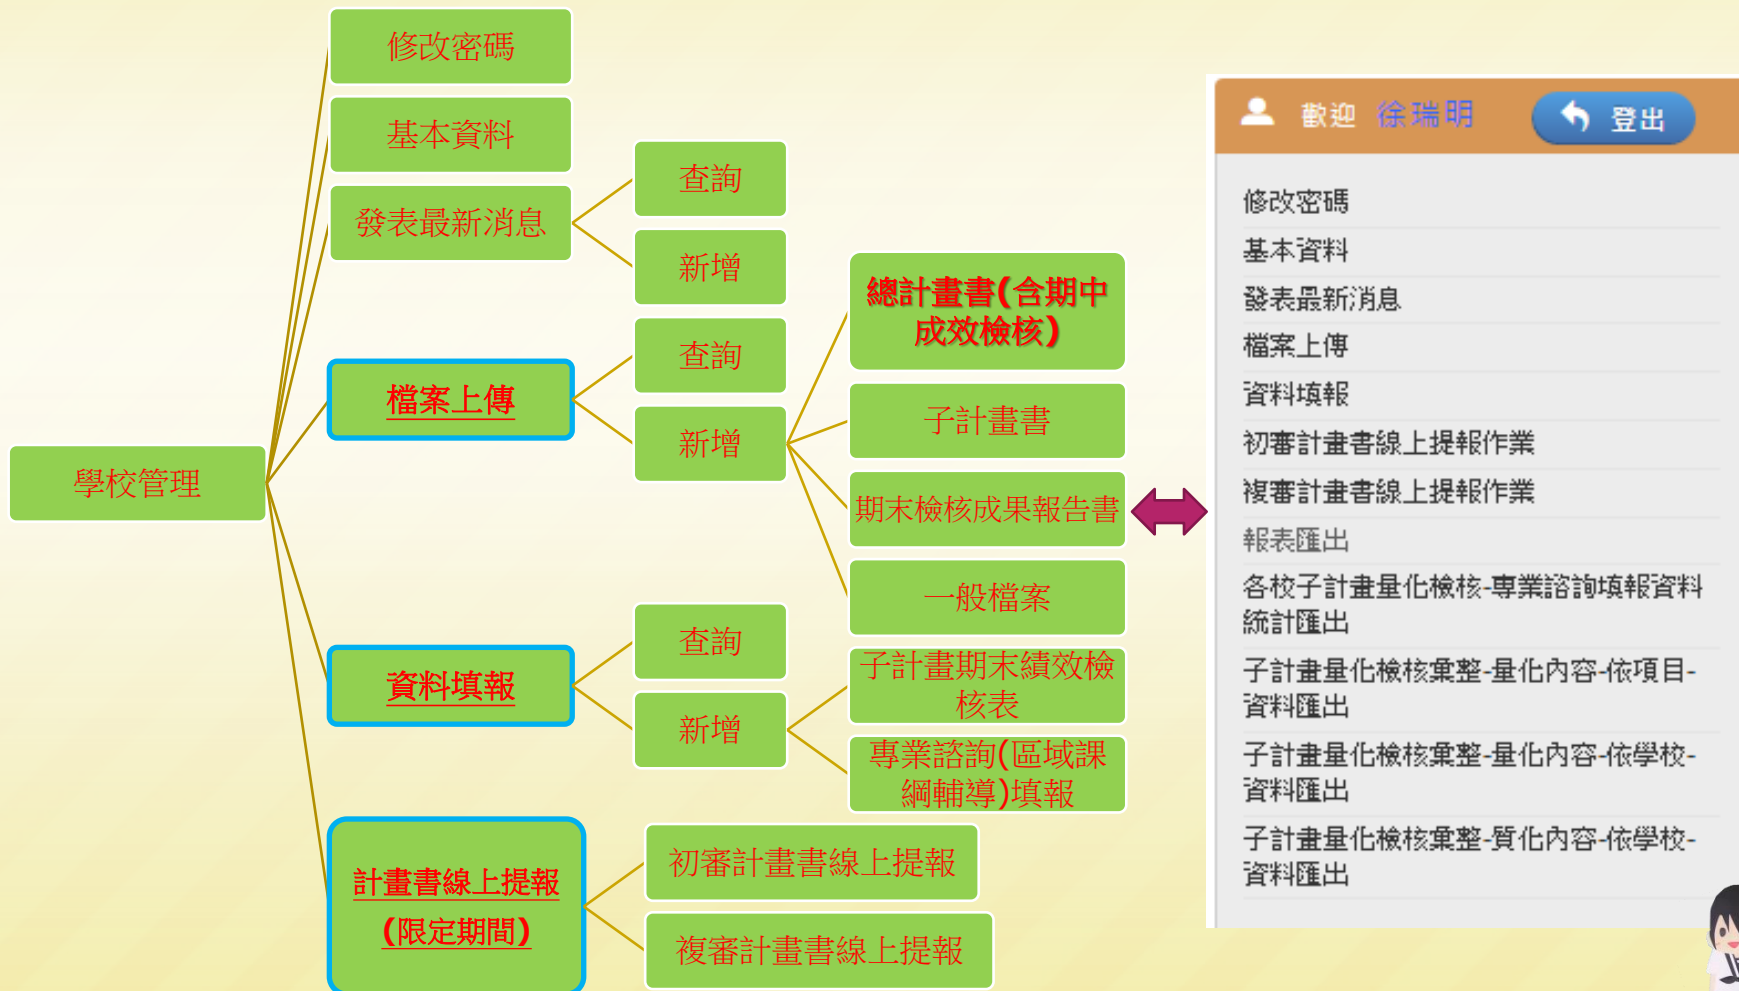 修改密碼
基本資料
發表最新消息
查詢
新增
檔案上傳
查詢
新增
總計畫書(含期中
成效檢核)
子計畫書
期末檢核成果報告書
一般檔案
學校管理
資料填報
查詢
新增
子計畫期末績效檢
核表
專業諮詢(區域課
綱輔導)填報
計畫書線上提報
(限定期間)
初審計畫書線上提報
複審計畫書線上提報
歡迎 徐瑞明 登出
修改密碼
基本資料
發表最新消息
檔案上傳
資料填報
初審計畫書線上提報作業
複審計畫書線上提報作業
報表匯出
各校子計畫量化檢核-專業諮詢填報資料
統計匯出
子計畫量化檢核彙整-量化內容-依項目-
資料匯出
子計畫量化檢核彙整-量化內容-依學校-
資料匯出
子計畫量化檢核彙整-質化內容-依學校-
資料匯出